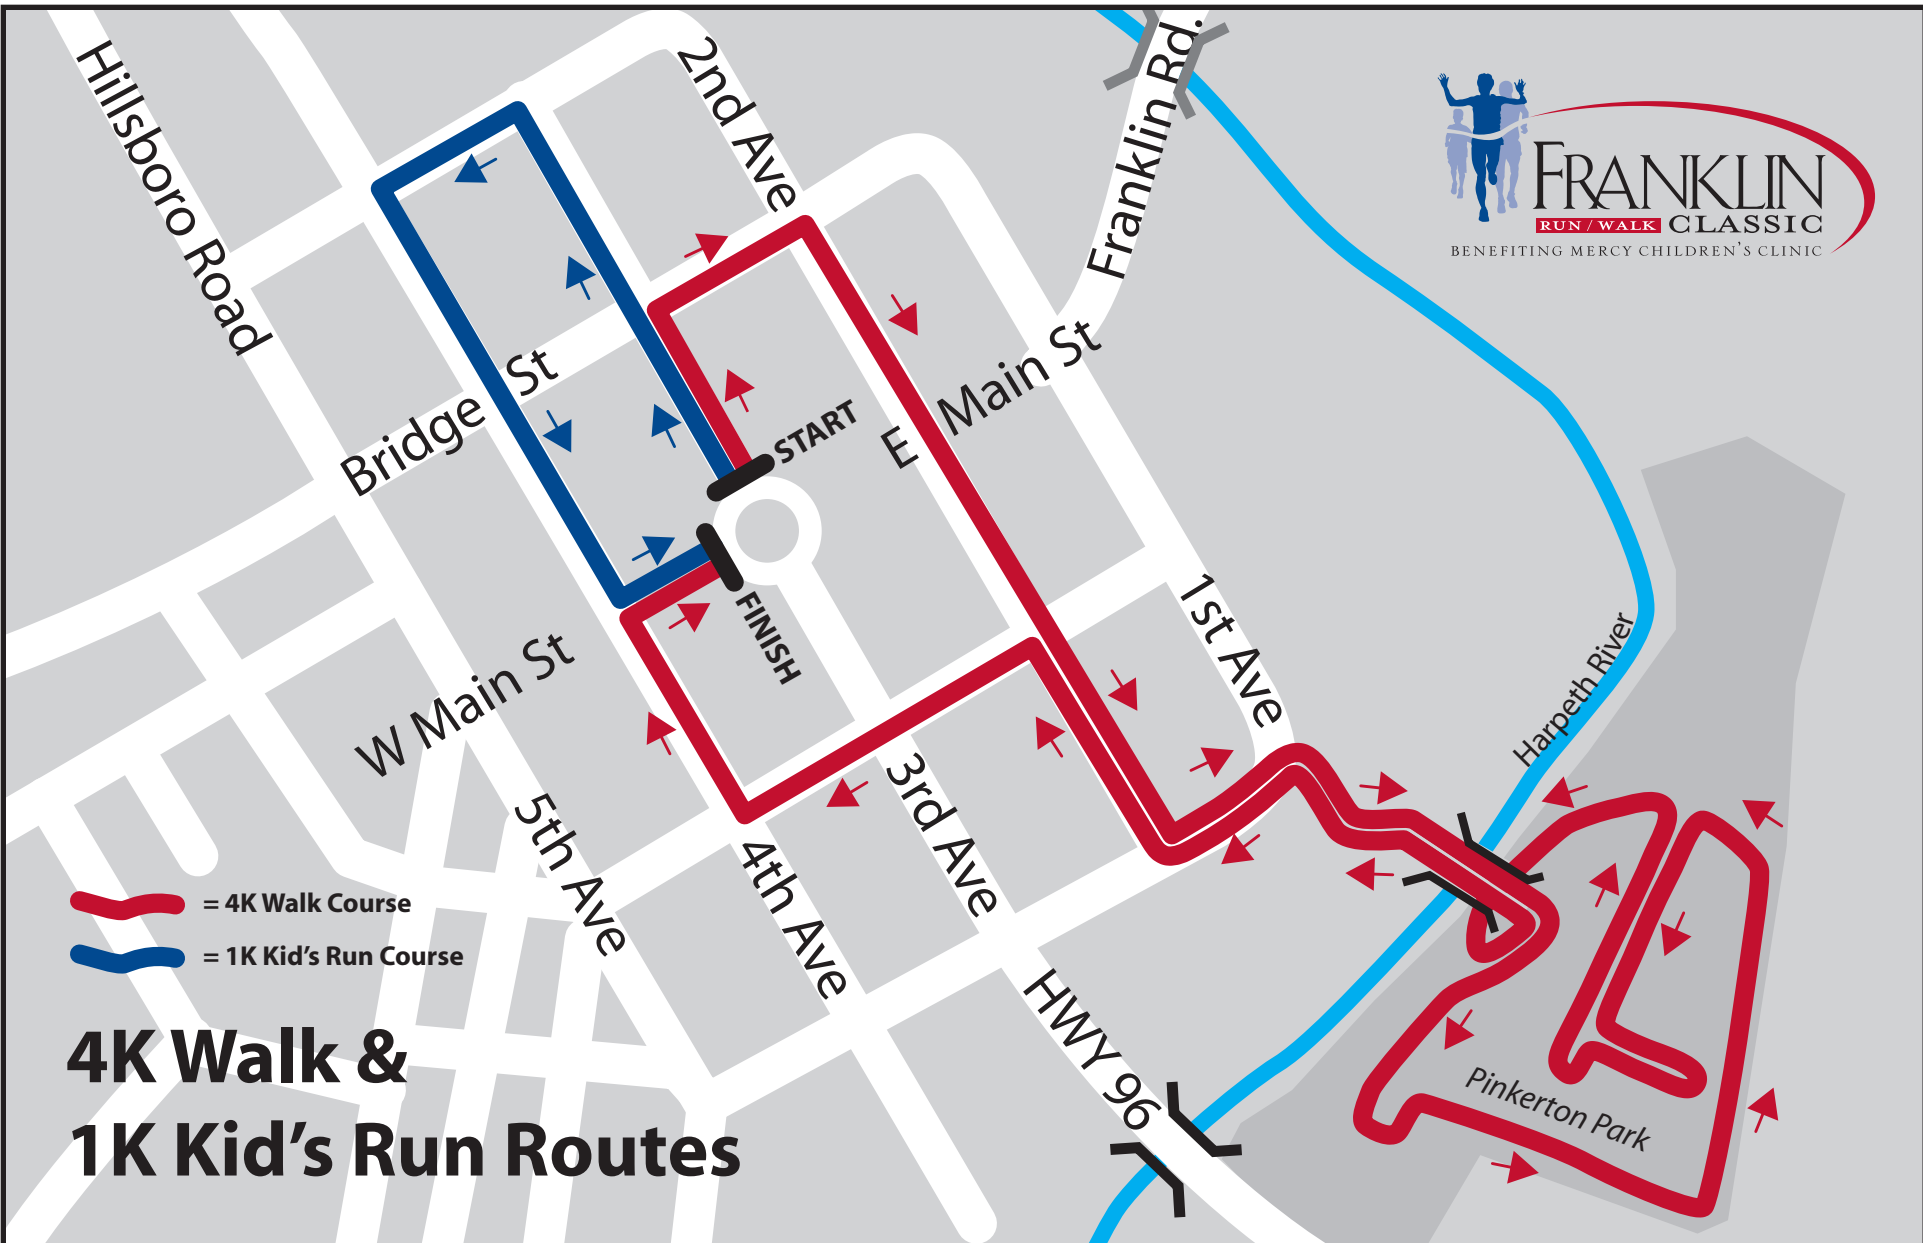 Hillsboro Road
2nd Ave
Franklin Rd.
FRANKLIN
RUN / WALK CLASSIC
BENEFITING MERCY CHILDREN'S CLINIC
Bridge St
START
E Main St
FINISH
W Main St
1st Ave
Harpeth River
5th Ave
4th Ave
3rd Ave
HWY 96
Pinkerton Park
= 4K Walk Course
= 1K Kid’s Run Course
4K Walk &
1K Kid’s Run Routes